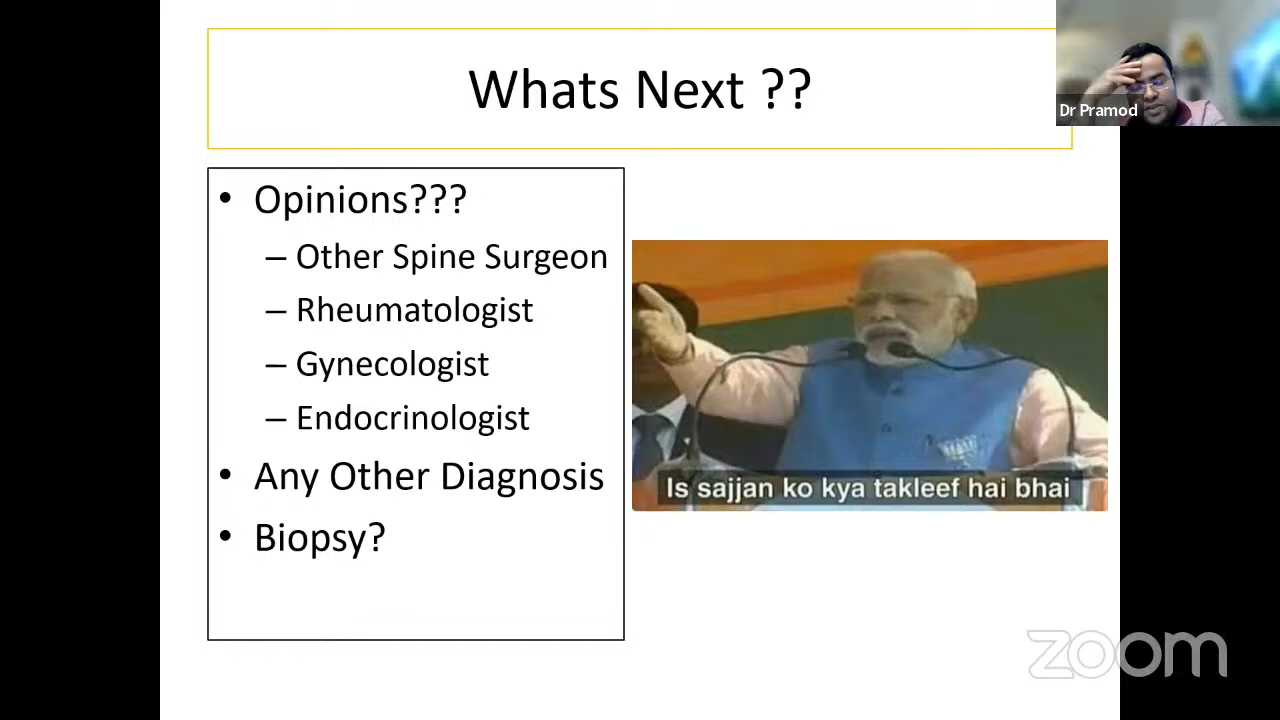 Whats Next ??
Dr Pramod
• Opinions???
– Other Spine Surgeon
– Rheumatologist
– Gynecologist
– Endocrinologist
• Any Other Diagnosis
• Biopsy?
Is sajjan ko kya takleef hai bhai
zoom